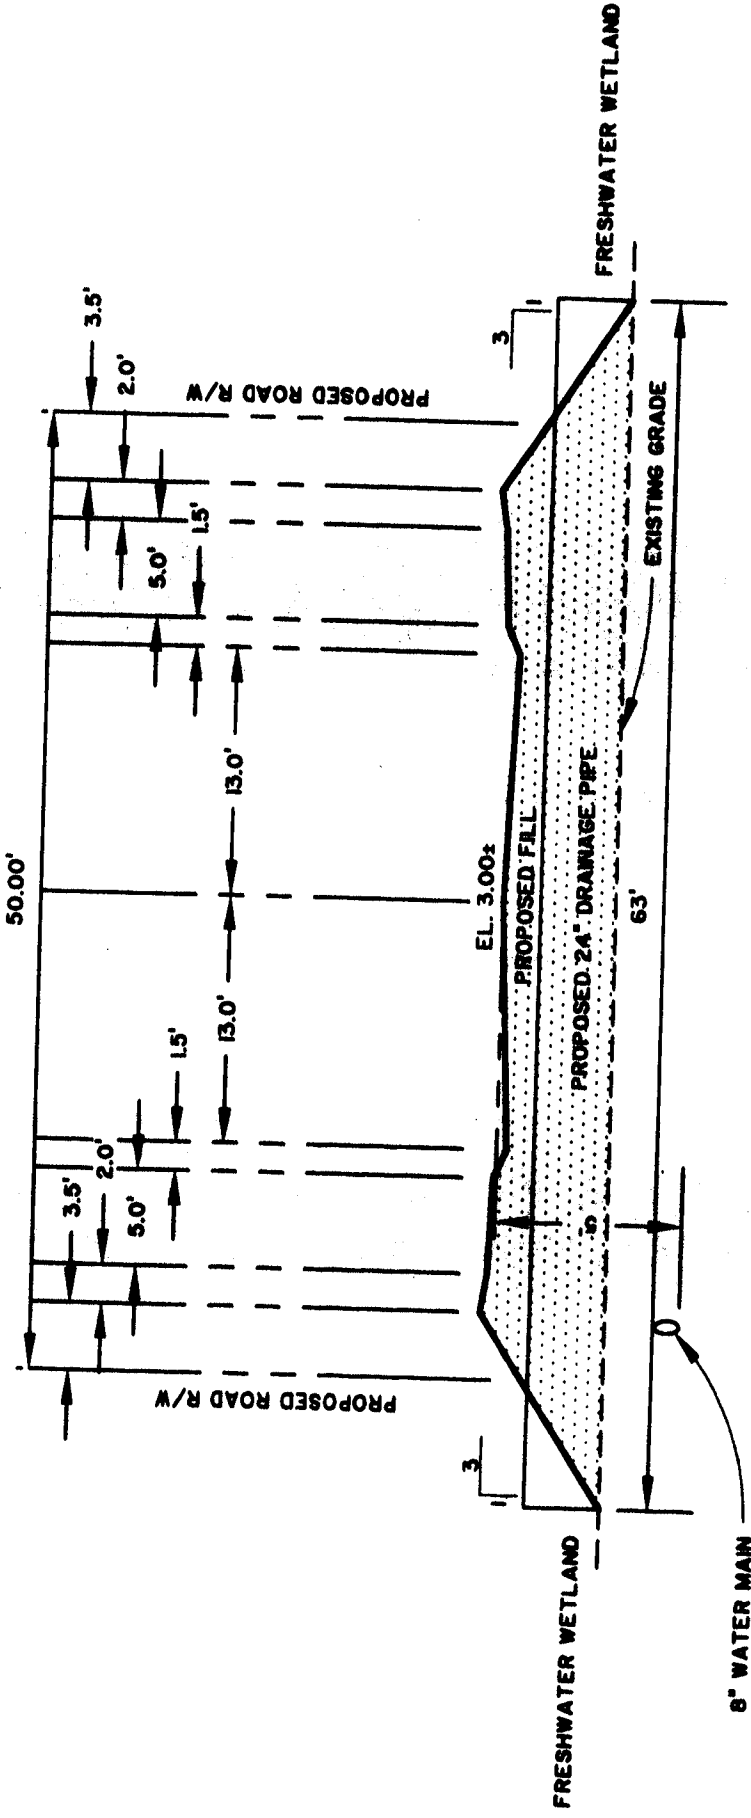 50.00'
3.5'
2.0'
5.0'
1.5'
13.0'
13.0'
1.5'
5.0'
2.0'
3.5'
PROPOSED ROAD R/W
PROPOSED ROAD R/W
3
1
3
1
EL. 3.00±
PROPOSED FILL
PROPOSED 24" DRAINAGE PIPE
FRESHWATER WETLAND
FRESHWATER WETLAND
EXISTING GRADE
63'
8" WATER MAIN